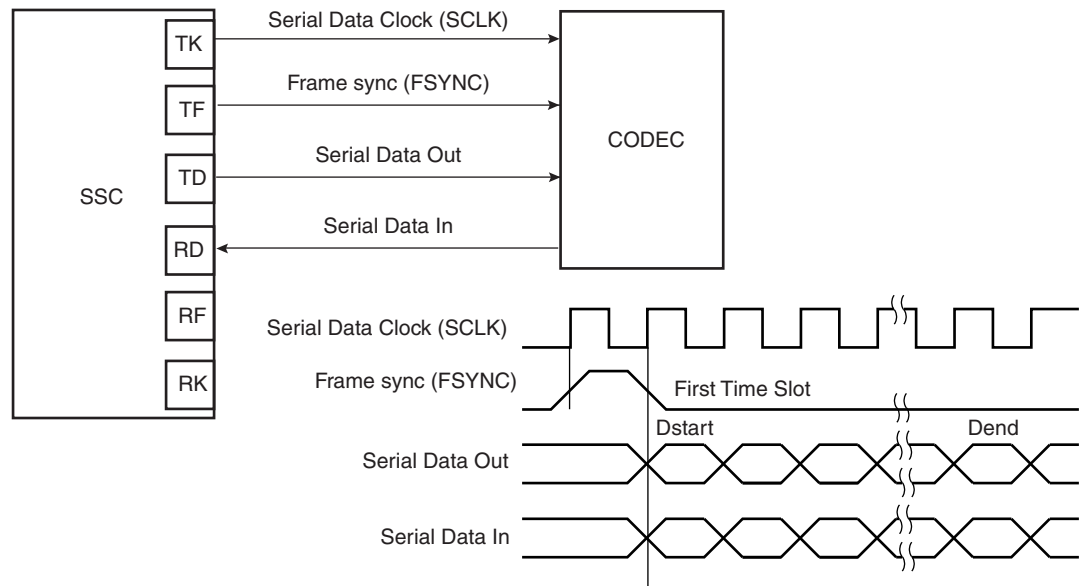 Serial Data Clock (SCLK)
TK
Frame sync (FSYNC)
TF
CODEC
Serial Data Out
TD
SSC
Serial Data In
RD
RF
Serial Data Clock (SCLK)
RK
Frame sync (FSYNC)
First Time Slot
Dstart
Dend
Serial Data Out
Serial Data In